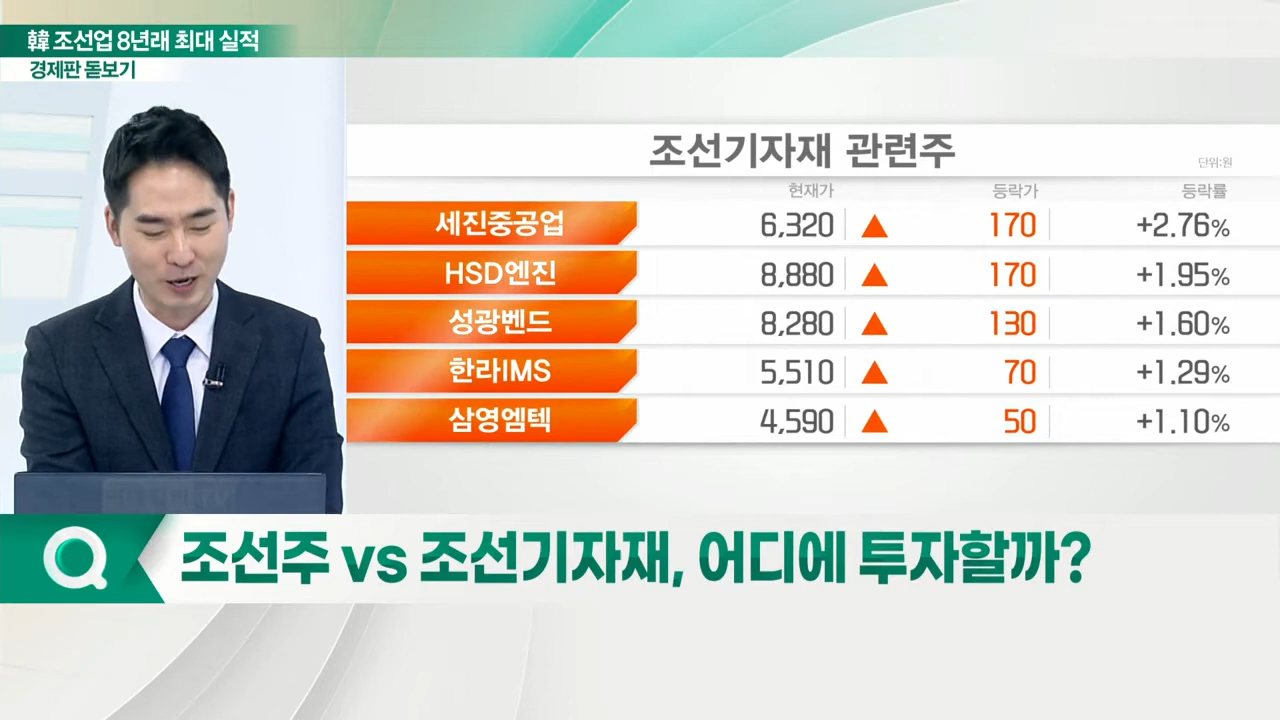 韓 조선업 8년래 최대 실적
경제판 돋보기
조선기자재 관련주
단위:원
현재가 등락가 등락률
세진중공업 6,320 ▲ 170 +2.76%
HSD엔진 8,880 ▲ 170 +1.95%
성광벤드 8,280 ▲ 130 +1.60%
한라IMS 5,510 ▲ 70 +1.29%
삼영엠텍 4,590 ▲ 50 +1.10%
조선주 vs 조선기자재, 어디에 투자할까?